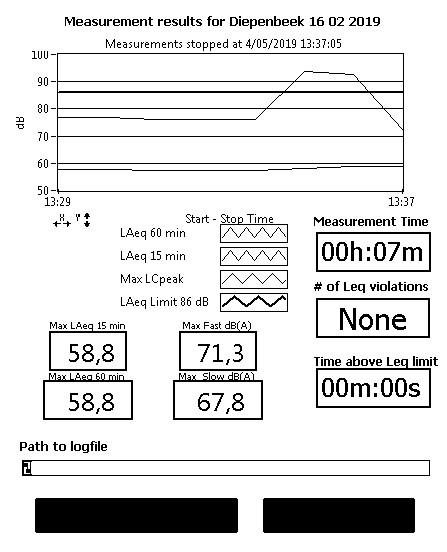 Measurement results for Diepenbeek 16 02 2019
Measurements stopped at 4/05/2019 13:37:05
100
90
80
70
60
50
dB
13:29
13:37
X Y
Start - Stop Time
LAeq 60 min
LAeq 15 min
Max LCpeak
LAeq Limit 86 dB
Measurement Time
00h:07m
# of Leq violations
None
Time above Leq limit
00m:00s
Max LAeq 15 min
58,8
Max Fast dB(A)
71,3
Max LAeq 60 min
58,8
Max Slow dB(A)
67,8
Path to logfile